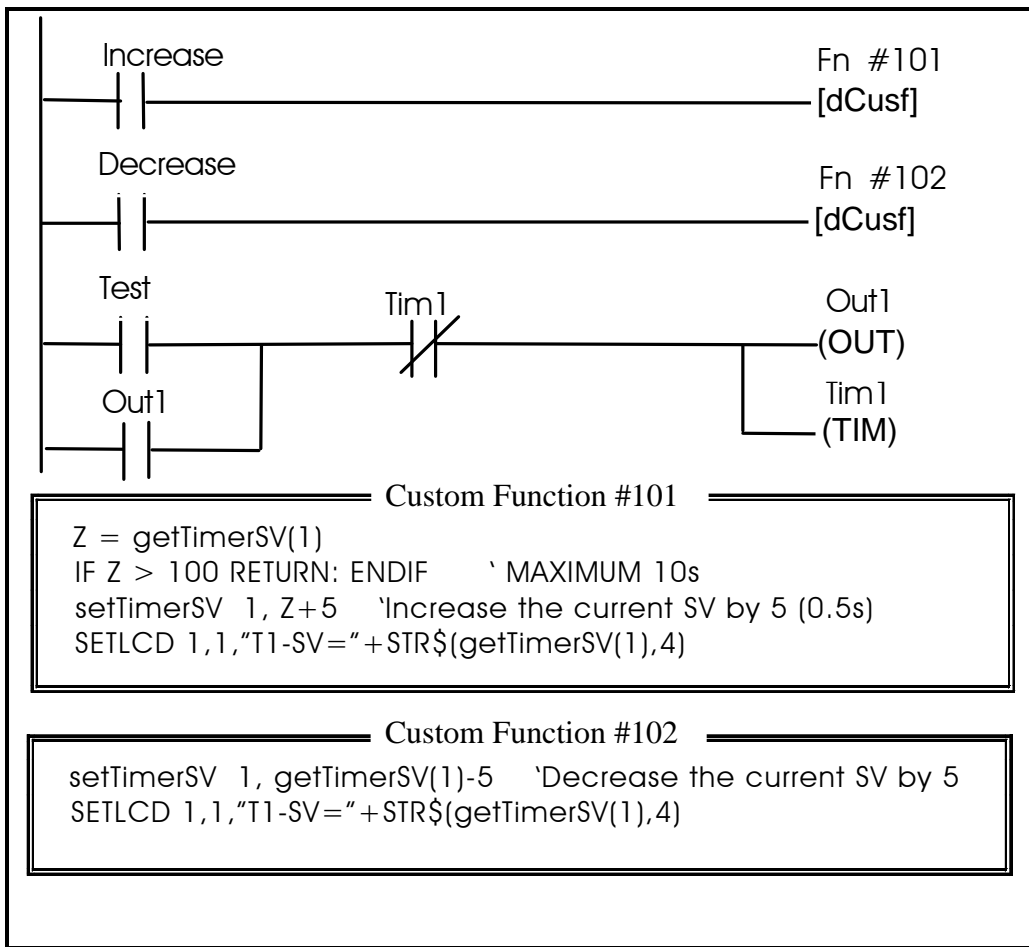 Increase
Fn #101
[dCusf]
Decrease
Fn #102
[dCusf]
Test
Tim1
Out1
(OUT)
Out1
Tim1
(TIM)
Custom Function #101
Z = getTimerSV(1)
IF Z > 100 RETURN: ENDIF ` MAXIMUM 10s
setTimerSV 1, Z+5 `Increase the current SV by 5 (0.5s)
SETLCD 1,1,"T1-SV="+STR$(getTimerSV(1),4)
Custom Function #102
setTimerSV 1, getTimerSV(1)-5 `Decrease the current SV by 5
SETLCD 1,1,"T1-SV="+STR$(getTimerSV(1),4)